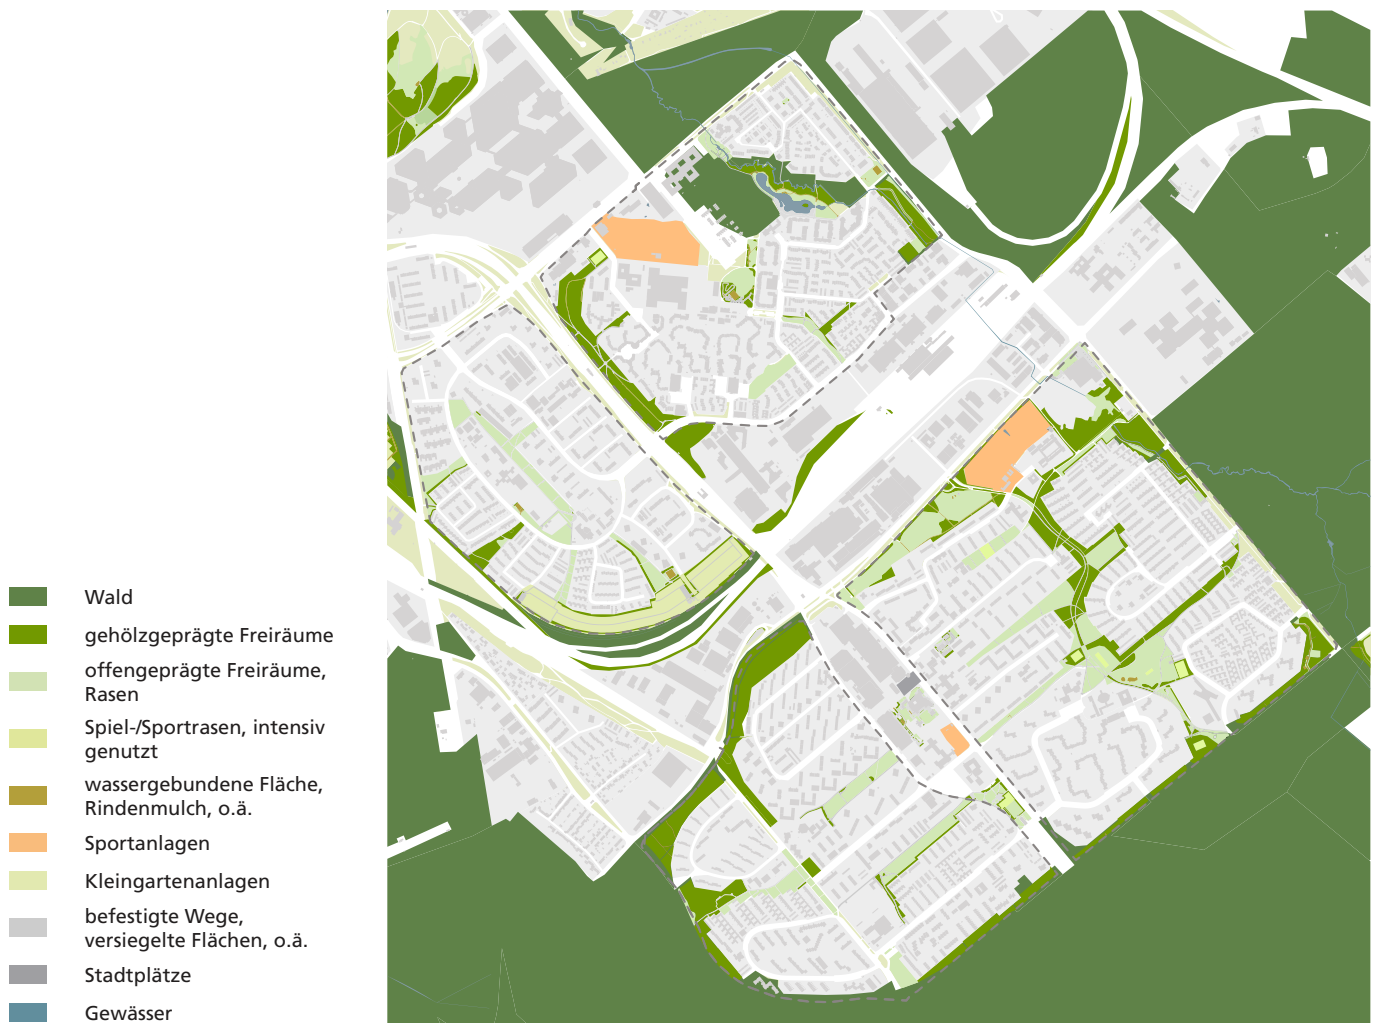 Wald
gehölzgeprägte Freiräume
offengeprägte Freiräume,
Rasen
Spiel-/Sportrasen, intensiv
genutzt
wassergebundene Fläche,
Rindenmulch, o.ä.
Sportanlagen
Kleingartenanlagen
befestigte Wege,
versiegelte Flächen, o.ä.
Stadtplätze
Gewässer